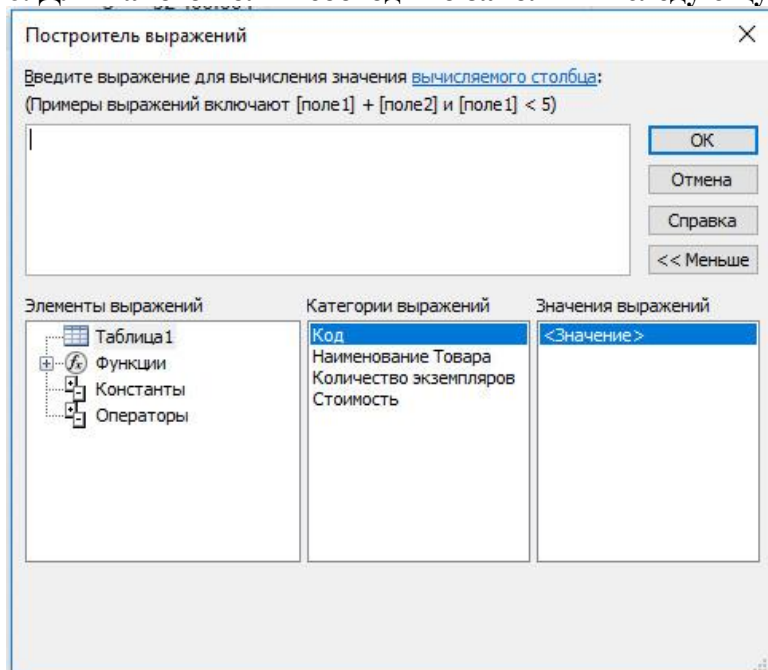 Построитель выражений
Введите выражение для вычисления значения вычисляемого столбца:
(Примеры выражений включают [поле1] + [поле2] и [поле1] < 5)
ОК
Отмена
Справка
<< Меньше
Элементы выражений
Таблица1
Функции
Константы
Операторы
Категории выражений
Код
Наименование Товара
Количество экземпляров
Стоимость
Значения выражений
<Значение>